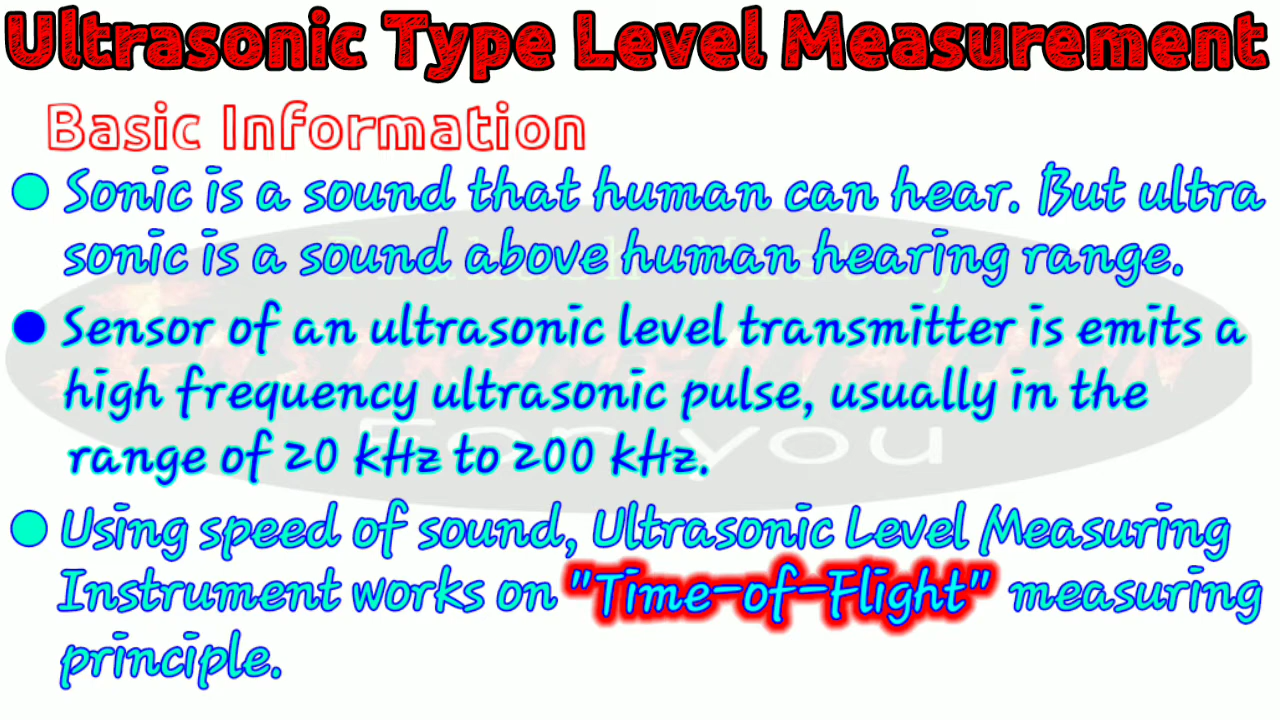 Ultrasonic Type Level Measurement
Basic Information
Sonic is a sound that human can hear. But ultra
sonic is a sound above human hearing range.
Sensor of an ultrasonic level transmitter is emits a
high frequency ultrasonic pulse, usually in the
range of 20 kHz to 200 kHz.
Using speed of sound, Ultrasonic Level Measuring
Instrument works on "Time-of-Flight" measuring
principle.
For you